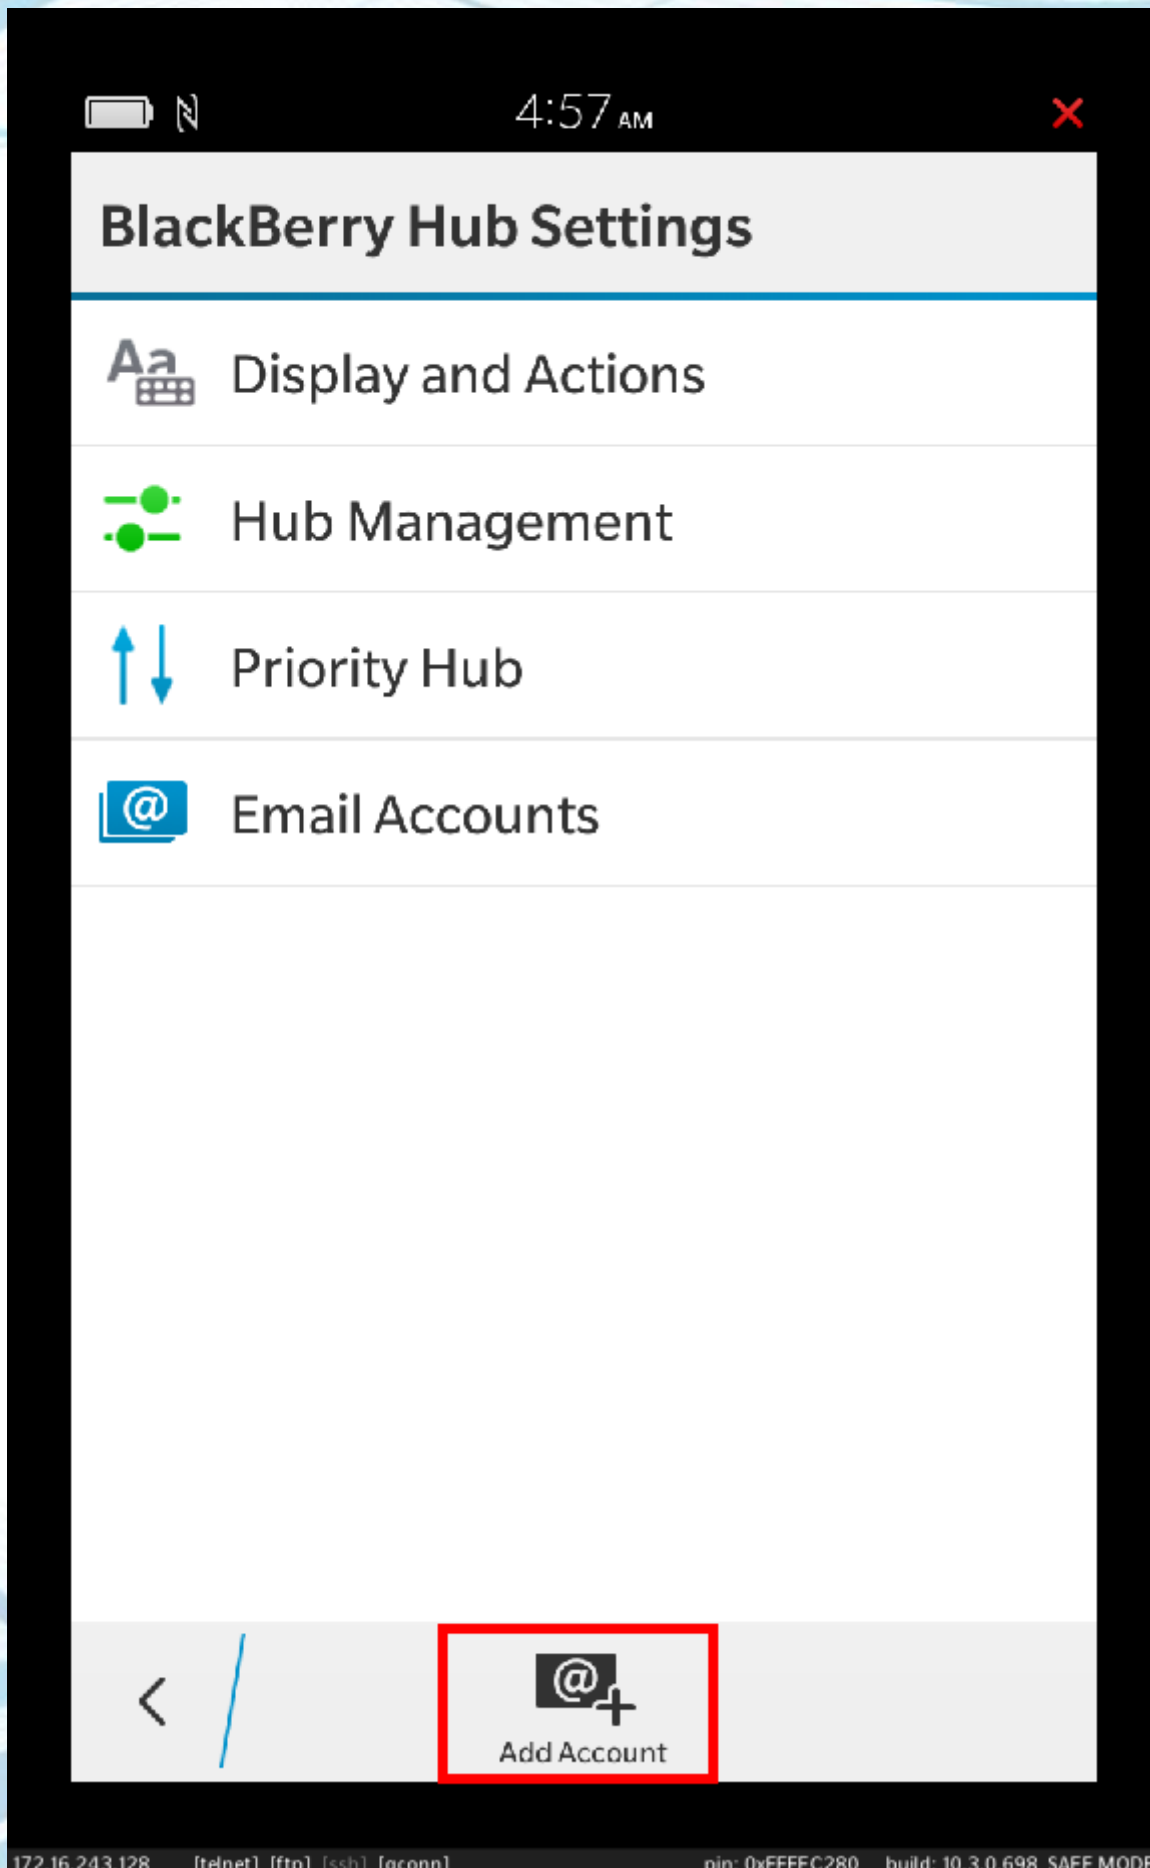 4:57 AM
BlackBerry Hub Settings
Aa
Display and Actions
Hub Management
Priority Hub
@
Email Accounts
@
Add Account
172.16.243.128 [telnet] [ftp] [ssh] [qconn] pin: 0xFFFFC280 build: 10.3.0.698 SAFE MODE